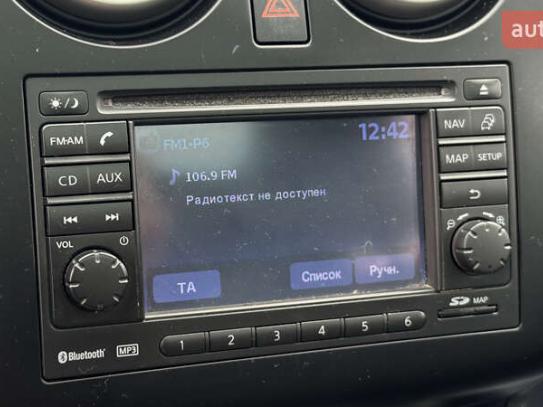 auto
FM·AM
CD AUX
VOL
FM1-P6
12:42
106.9 FM
Радиотекст не доступен
TA
Список
Ручн.
NAV
MAP SETUP
SD MAP
Bluetooth MP3
1 2 3 4 5 6